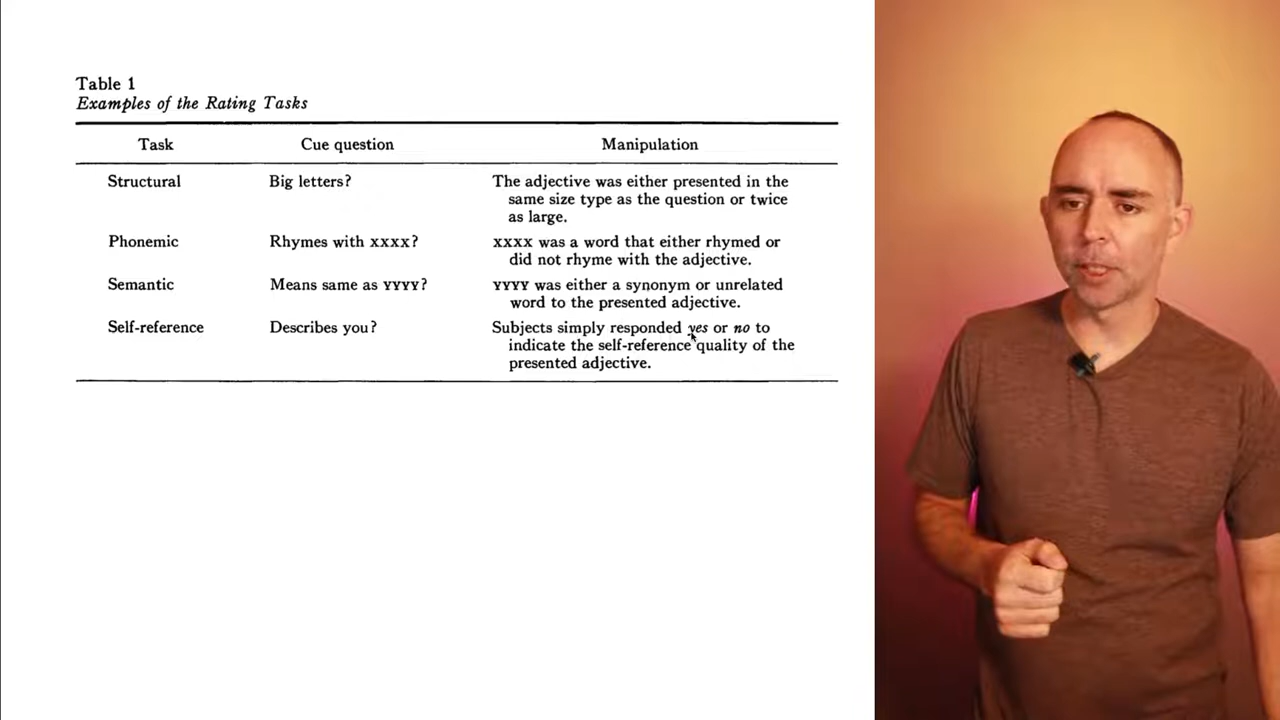 Table 1
Examples of the Rating Tasks
Task Cue question Manipulation
Structural Big letters? The adjective was either presented in the
same size type as the question or twice
as large.
Phonemic Rhymes with XXXX? XXXX was a word that either rhymed or
did not rhyme with the adjective.
Semantic Means same as YYYY? YYYY was either a synonym or unrelated
word to the presented adjective.
Self-reference Describes you? Subjects simply responded yes or no to
indicate the self-reference quality of the
presented adjective.